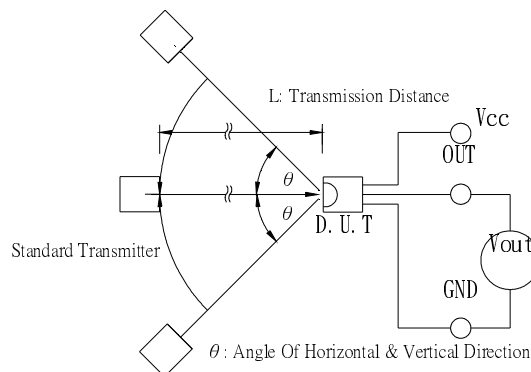 L: Transmission Distance
Vcc
OUT
θ
θ
D.U.T
Standard Transmitter
Vout
GND
θ: Angle Of Horizontal & Vertical Direction